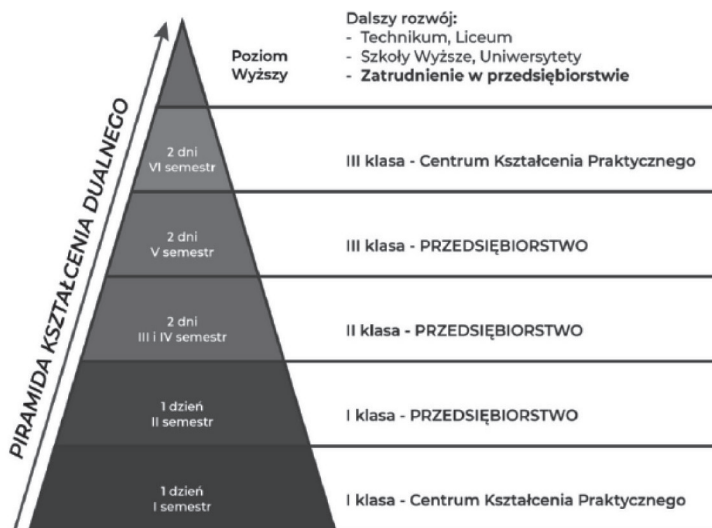 PIRAMIDA KSZTAŁCENIA DUALNEGO
Poziom
Wyższy
Dalszy rozwój:
- Technikum, Liceum
- Szkoły Wyższe, Uniwersytety
- Zatrudnienie w przedsiębiorstwie
2 dni
VI semestr
III klasa - Centrum Kształcenia Praktycznego
2 dni
V semestr
III klasa - PRZEDSIĘBIORSTWO
2 dni
III i IV semestr
II klasa - PRZEDSIĘBIORSTWO
1 dzień
II semestr
I klasa - PRZEDSIĘBIORSTWO
1 dzień
I semestr
I klasa - Centrum Kształcenia Praktycznego